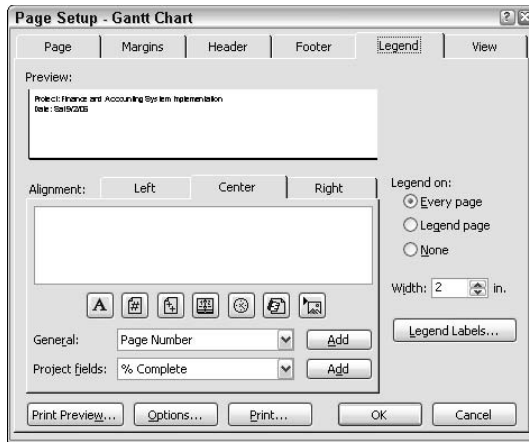 Page Setup - Gantt Chart
Page Margins Header Footer Legend View
Preview:
Project: Finance and Accounting System Implementation
Date: Sat 9/2/06
Alignment: Left Center Right
Legend on:
Every page
Legend page
None
Width: 2 in.
A
General: Page Number Add
Legend Labels...
Project fields: % Complete Add
Print Preview... Options... Print... OK Cancel